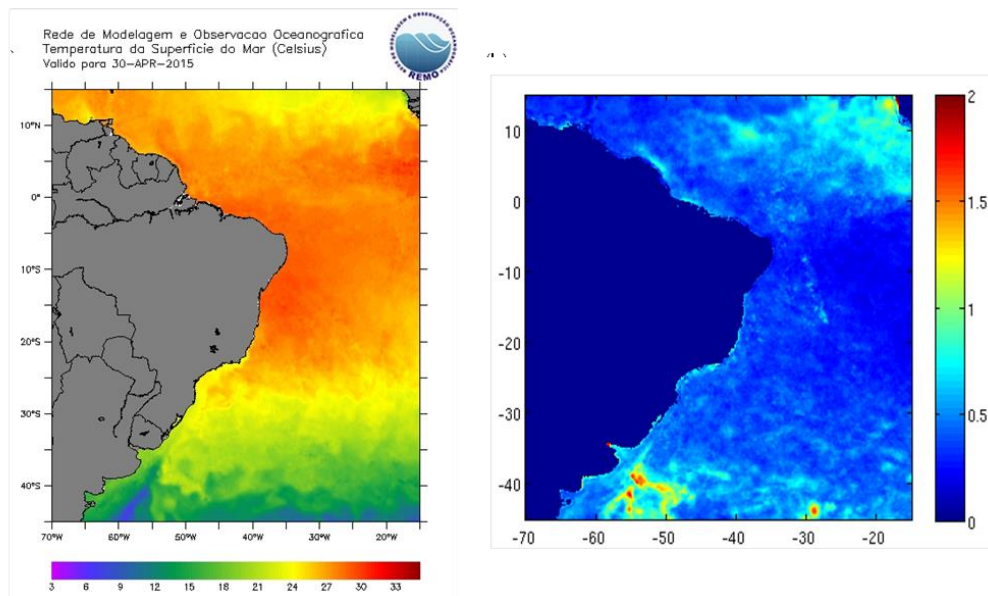 Rede de Modelagem e Observacao Oceanografica
Temperatura da Superficie do Mar (Celsius)
Valido para 30-APR-2015
REMO
10°N
0°
10°S
20°S
30°S
40°S
70°W 60°W 50°W 40°W 30°W 20°W
3 6 9 12 15 18 21 24 27 30 33
10
0
-10
-20
-30
-40
-70 -60 -50 -40 -30 -20
2
1.5
1
0.5
0